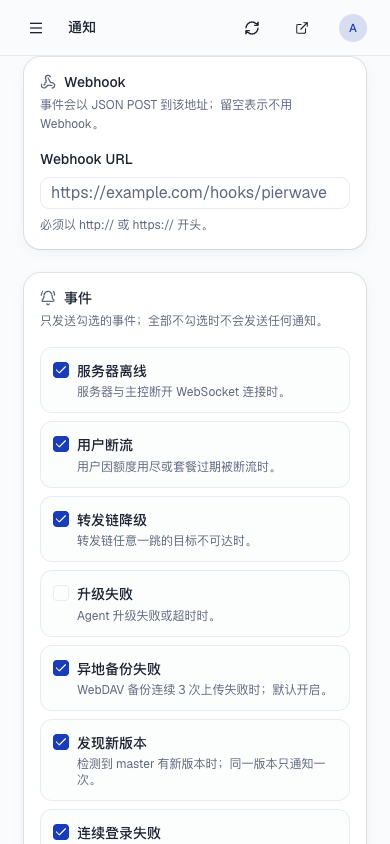 通知
A
Webhook
事件会以 JSON POST 到该地址；留空表示不用
Webhook。
Webhook URL
https://example.com/hooks/pierwave
必须以 http:// 或 https:// 开头。
事件
只发送勾选的事件；全部不勾选时不会发送任何通知。
服务器离线
服务器与主控断开 WebSocket 连接时。
用户断流
用户因额度用尽或套餐过期被断流时。
转发链降级
转发链任意一跳的目标不可达时。
升级失败
Agent 升级失败或超时时。
异地备份失败
WebDAV 备份连续 3 次上传失败时；默认开启。
发现新版本
检测到 master 有新版本时；同一版本只通知一
次。
连续登录失败